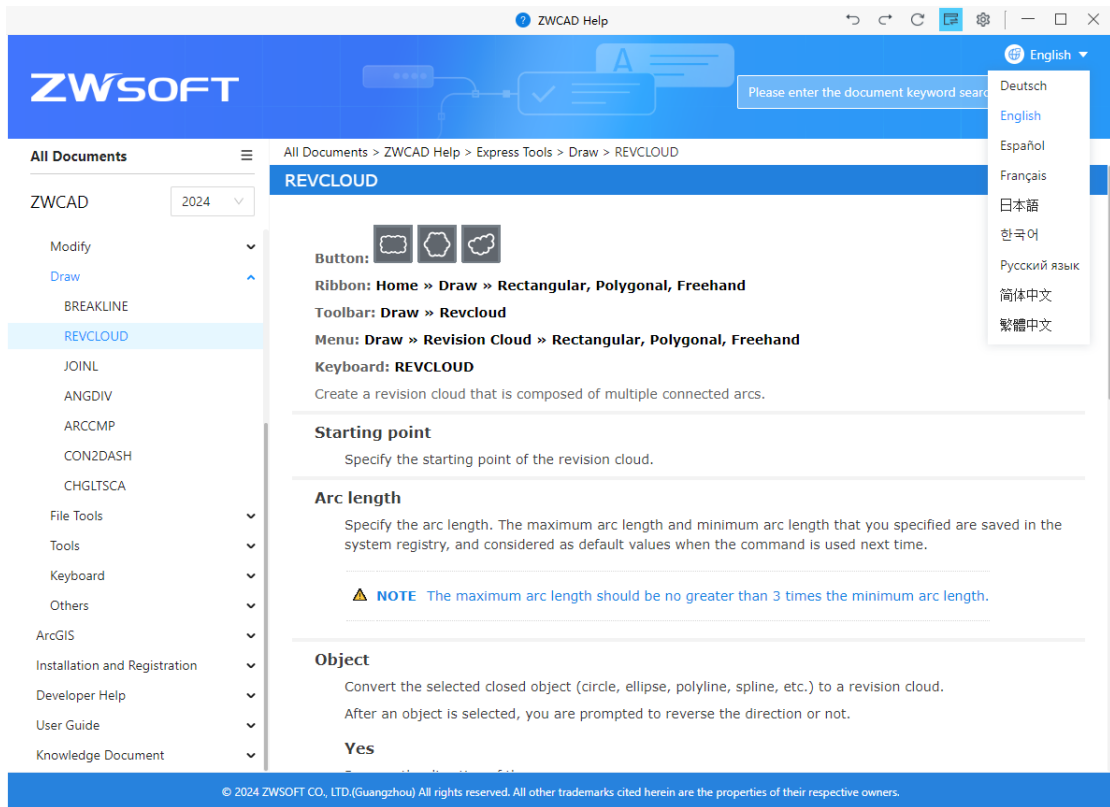 ZWCAD Help
ZWSOFT
A
English
Please enter the document keyword searc
Deutsch
English
Español
Français
日本語
한국어
Русский язык
简体中文
繁體中文
All Documents
ZWCAD
2024
Modify
Draw
BREAKLINE
REVCLOUD
JOINL
ANGDIV
ARCCMP
CON2DASH
CHGLTSCA
File Tools
Tools
Keyboard
Others
ArcGIS
Installation and Registration
Developer Help
User Guide
Knowledge Document
All Documents > ZWCAD Help > Express Tools > Draw > REVCLOUD
REVCLOUD
Button:
Ribbon: Home » Draw » Rectangular, Polygonal, Freehand
Toolbar: Draw » Revcloud
Menu: Draw » Revision Cloud » Rectangular, Polygonal, Freehand
Keyboard: REVCLOUD
Create a revision cloud that is composed of multiple connected arcs.
Starting point
Specify the starting point of the revision cloud.
Arc length
Specify the arc length. The maximum arc length and minimum arc length that you specified are saved in the
system registry, and considered as default values when the command is used next time.
NOTE The maximum arc length should be no greater than 3 times the minimum arc length.
Object
Convert the selected closed object (circle, ellipse, polyline, spline, etc.) to a revision cloud.
After an object is selected, you are prompted to reverse the direction or not.
Yes
© 2024 ZWSOFT CO., LTD.(Guangzhou) All rights reserved. All other trademarks cited herein are the properties of their respective owners.